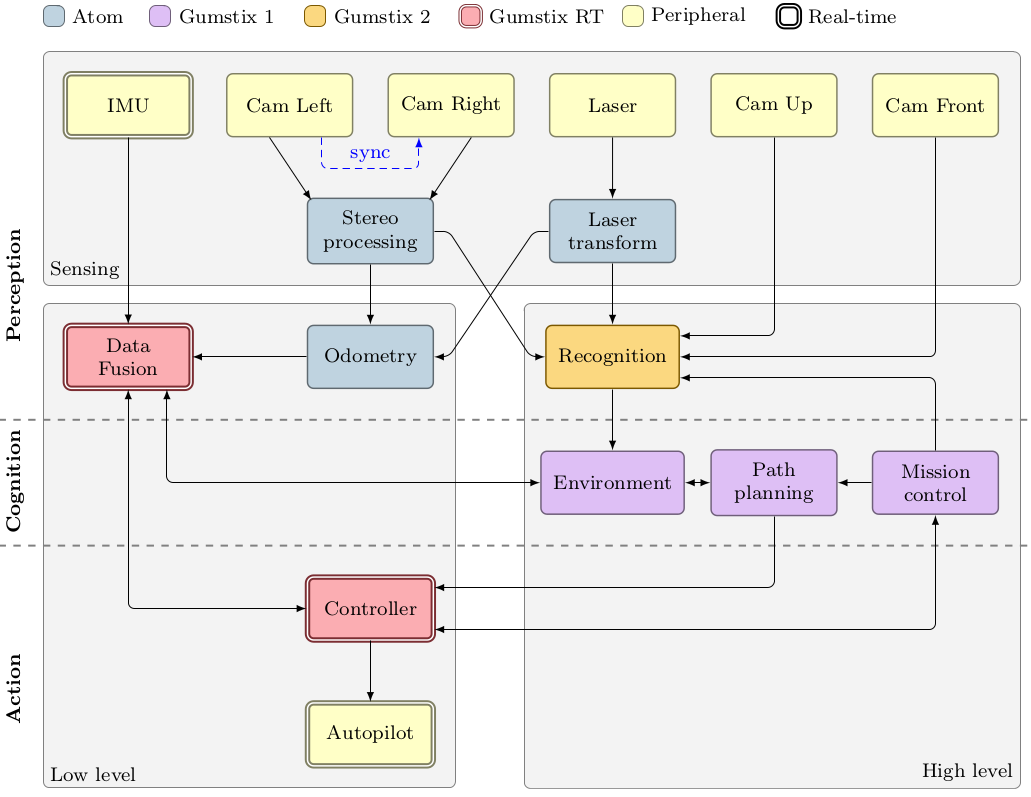 Atom
Gumstix 1
Gumstix 2
Gumstix RT
Peripheral
Real-time
IMU
Cam Left
Cam Right
Laser
Cam Up
Cam Front
sync
Stereo
processing
Laser
transform
Sensing
Perception
Data
Fusion
Odometry
Recognition
Cognition
Environment
Path
planning
Mission
control
Action
Controller
Autopilot
Low level
High level